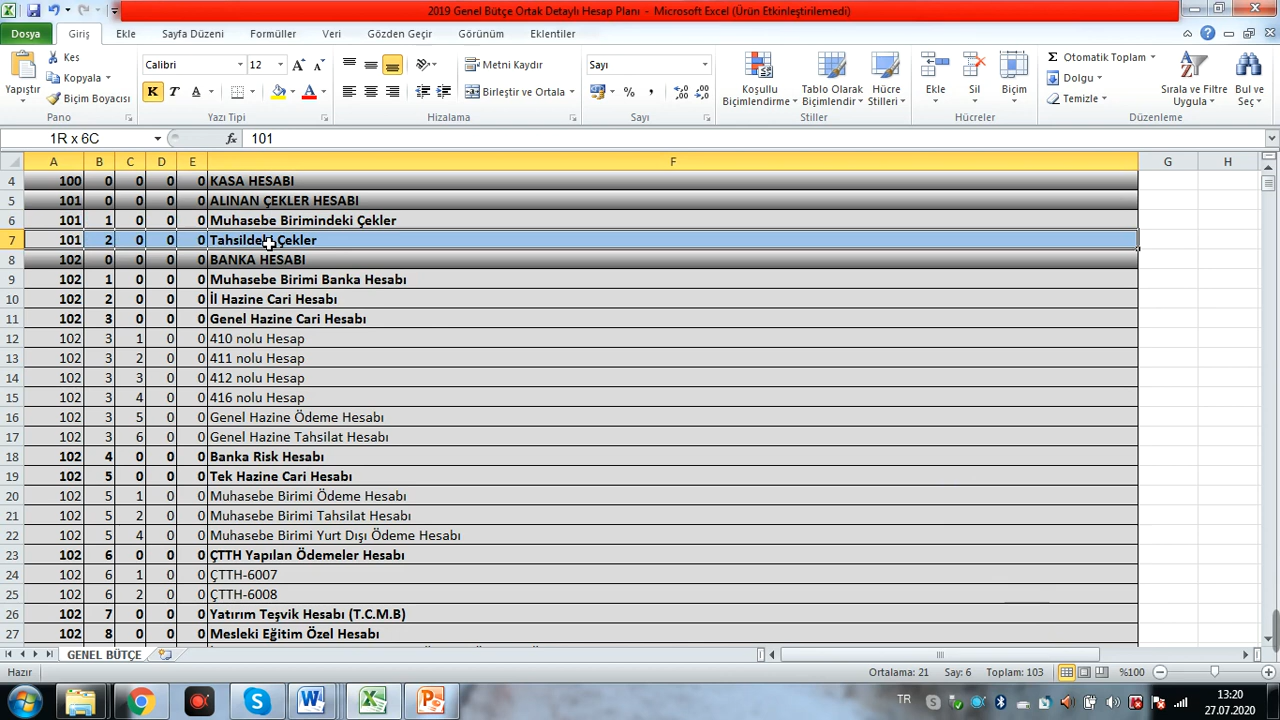 2019 Genel Bütçe Ortak Detaylı Hesap Planı - Microsoft Excel (Ürün Etkinleştirilemedi)
Dosya Giriş Ekle Sayfa Düzeni Formüller Veri Gözden Geçir Görünüm Eklentiler
Yapıştır
Kes
Kopyala
Biçim Boyacısı
Pano
Calibri 12
K T A
Yazı Tipi
Metni Kaydır
Birleştir ve Ortala
Hizalama
Sayı
% ,
Sayı
Koşullu Biçimlendirme
Tablo Olarak Biçimlendir
Hücre Stilleri
Stiller
Ekle Sil Biçim
Hücreler
Σ Otomatik Toplam
Dolgu
Temizle
Sırala ve Filtre Uygula
Bul ve Seç
Düzenleme
1R x 6C fx 101
A B C D E F G H
4 100 0 0 0 0 KASA HESABI
5 101 0 0 0 0 ALINAN ÇEKLER HESABI
6 101 1 0 0 0 Muhasebe Birimindeki Çekler
7 101 2 0 0 0 Tahsildeki Çekler
8 102 0 0 0 0 BANKA HESABI
9 102 1 0 0 0 Muhasebe Birimi Banka Hesabı
10 102 2 0 0 0 İl Hazine Cari Hesabı
11 102 3 0 0 0 Genel Hazine Cari Hesabı
12 102 3 1 0 0 410 nolu Hesap
13 102 3 2 0 0 411 nolu Hesap
14 102 3 3 0 0 412 nolu Hesap
15 102 3 4 0 0 416 nolu Hesap
16 102 3 5 0 0 Genel Hazine Ödeme Hesabı
17 102 3 6 0 0 Genel Hazine Tahsilat Hesabı
18 102 4 0 0 0 Banka Risk Hesabı
19 102 5 0 0 0 Tek Hazine Cari Hesabı
20 102 5 1 0 0 Muhasebe Birimi Ödeme Hesabı
21 102 5 2 0 0 Muhasebe Birimi Tahsilat Hesabı
22 102 5 4 0 0 Muhasebe Birimi Yurt Dışı Ödeme Hesabı
23 102 6 0 0 0 ÇTTH Yapılan Ödemeler Hesabı
24 102 6 1 0 0 ÇTTH-6007
25 102 6 2 0 0 ÇTTH-6008
26 102 7 0 0 0 Yatırım Teşvik Hesabı (T.C.M.B)
27 102 8 0 0 0 Mesleki Eğitim Özel Hesabı
GENEL BÜTÇE
Hazır Ortalama: 21 Say: 6 Toplam: 103 %100
TR 13:20
27.07.2020